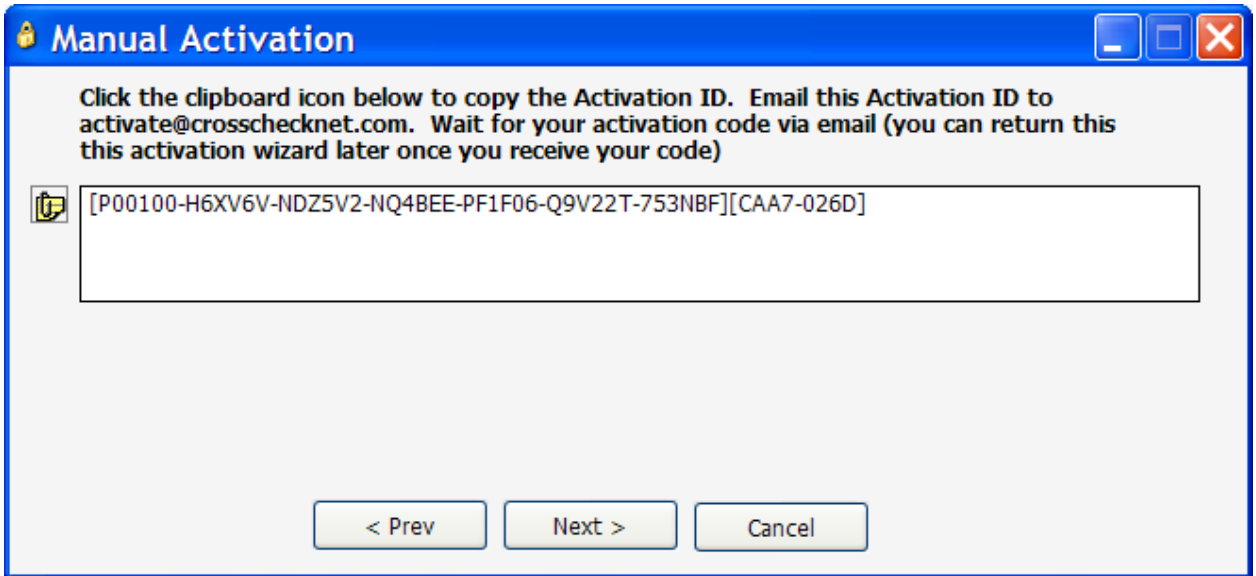 Manual Activation
Click the clipboard icon below to copy the Activation ID.  Email this Activation ID to
activate@crosschecknet.com.  Wait for your activation code via email (you can return this
this activation wizard later once you receive your code)
[P00100-H6XV6V-NDZ5V2-NQ4BEE-PF1F06-Q9V22T-753NBF][CAA7-026D]
< Prev
Next >
Cancel